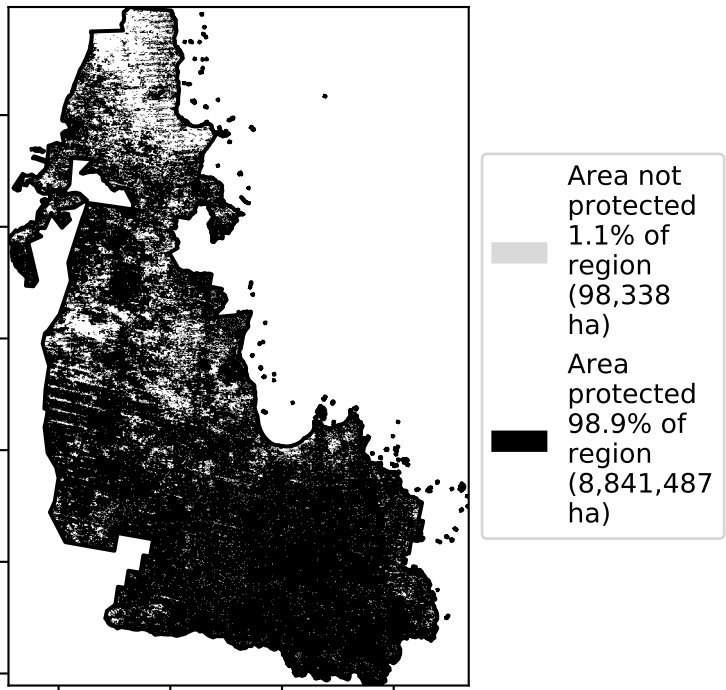 Area not
protected
1.1% of
region
(98,338
ha)
Area
protected
98.9% of
region
(8,841,487
ha)